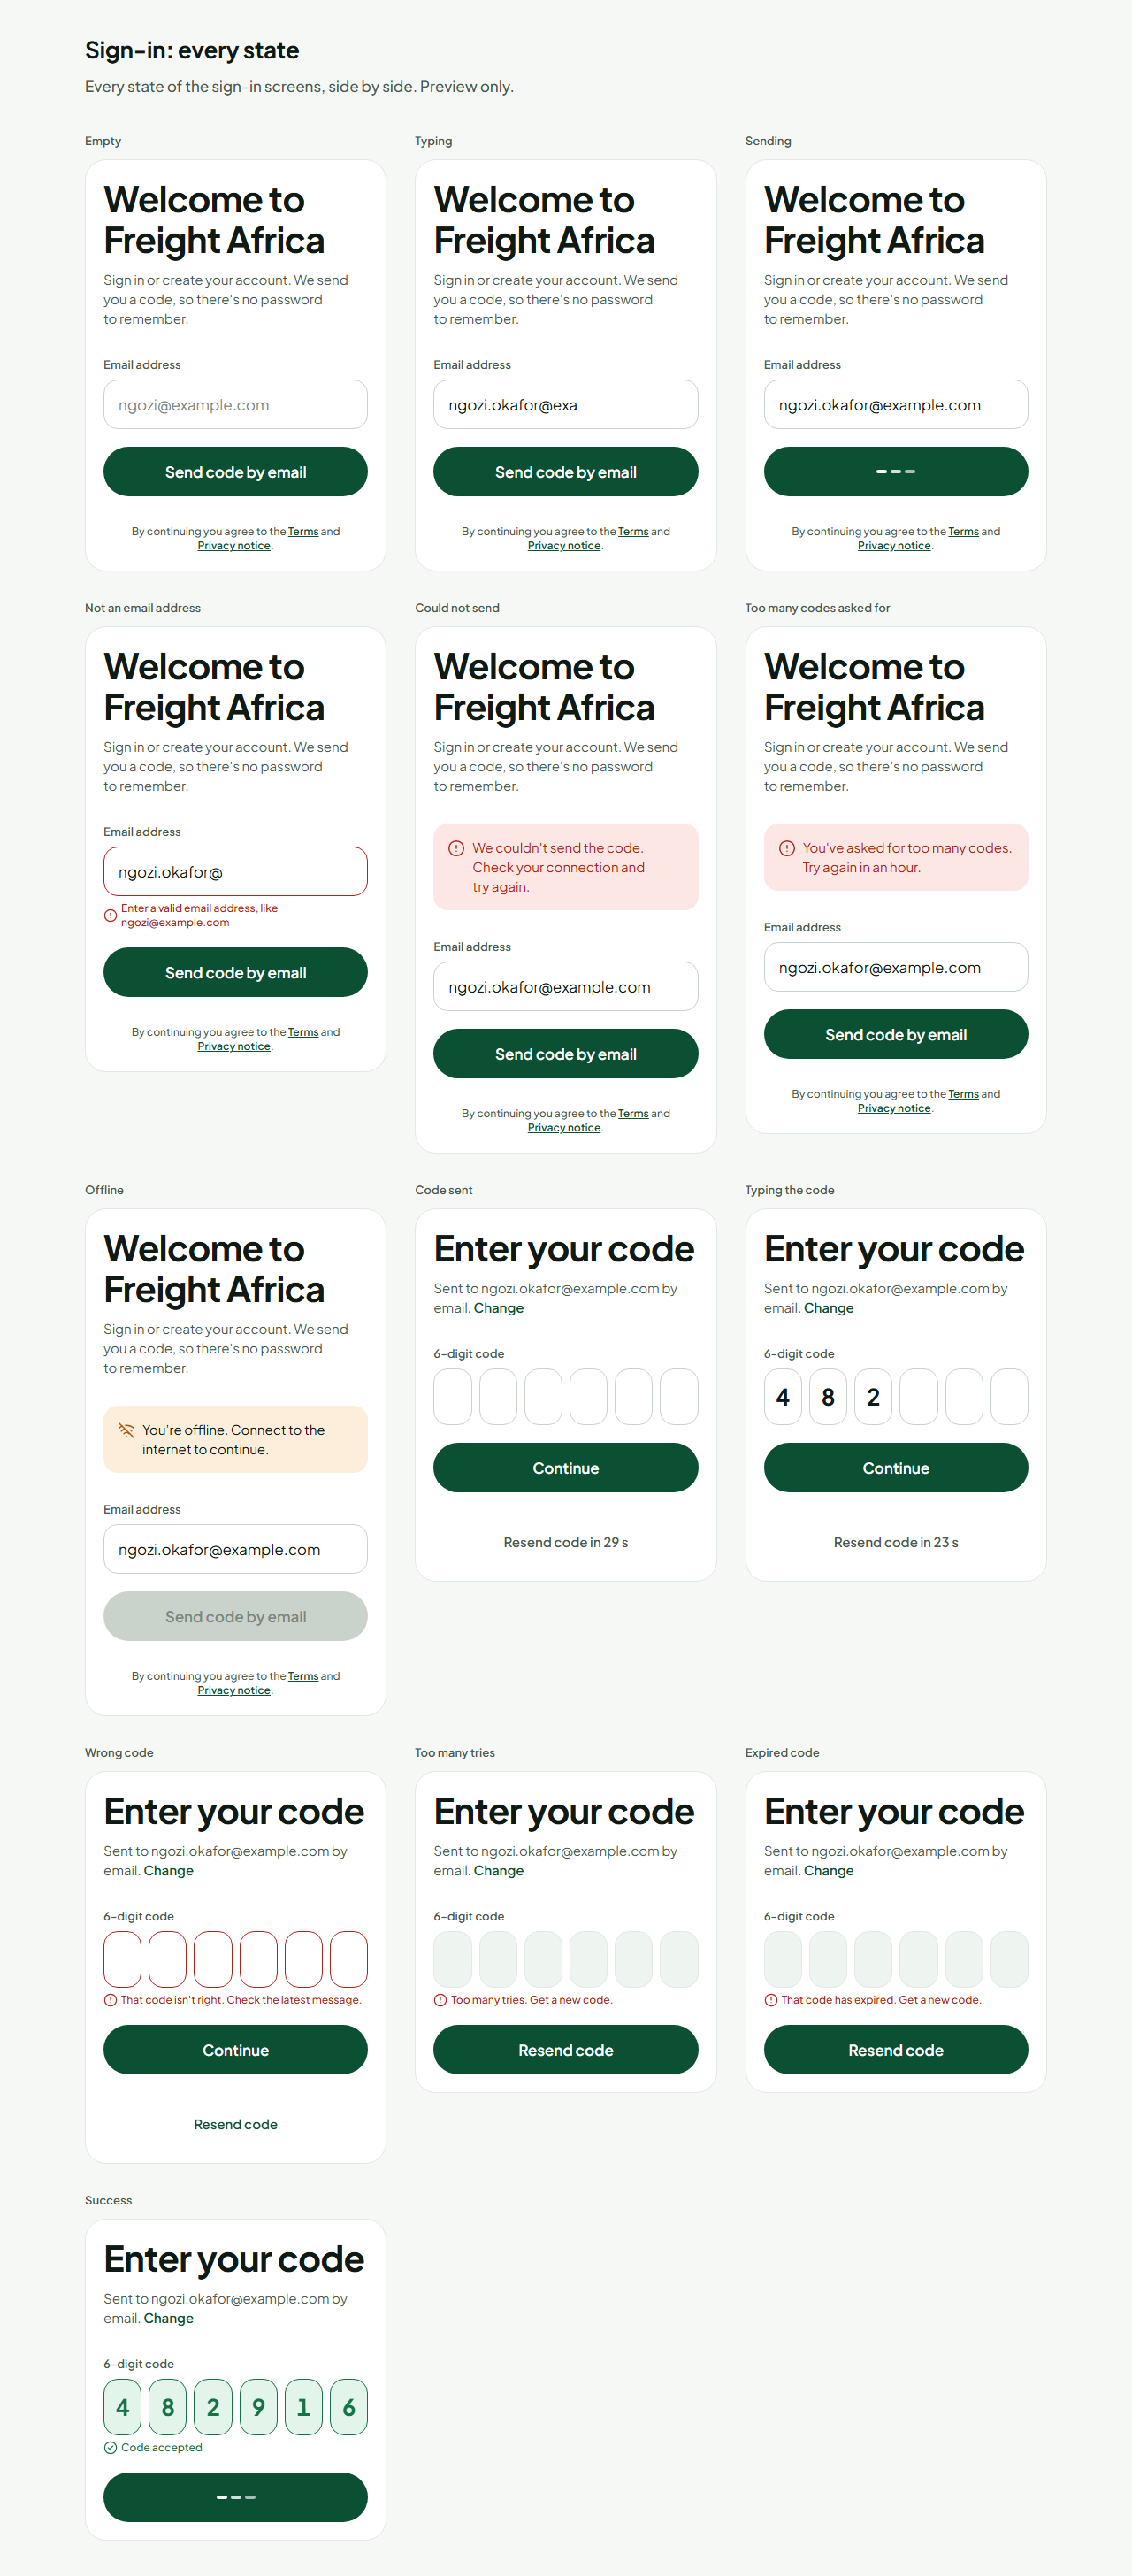 Sign-in: every state
Every state of the sign-in screens, side by side. Preview only.
Empty
Welcome to
Freight Africa
Sign in or create your account. We send
you a code, so there's no password
to remember.
Email address
ngozi@example.com
Send code by email
By continuing you agree to the Terms and
Privacy notice.
Typing
Welcome to
Freight Africa
Sign in or create your account. We send
you a code, so there's no password
to remember.
Email address
ngozi.okafor@exa
Send code by email
By continuing you agree to the Terms and
Privacy notice.
Sending
Welcome to
Freight Africa
Sign in or create your account. We send
you a code, so there's no password
to remember.
Email address
ngozi.okafor@example.com
By continuing you agree to the Terms and
Privacy notice.
Not an email address
Welcome to
Freight Africa
Sign in or create your account. We send
you a code, so there's no password
to remember.
Email address
ngozi.okafor@
Enter a valid email address, like
ngozi@example.com
Send code by email
By continuing you agree to the Terms and
Privacy notice.
Could not send
Welcome to
Freight Africa
Sign in or create your account. We send
you a code, so there's no password
to remember.
We couldn't send the code.
Check your connection and
try again.
Email address
ngozi.okafor@example.com
Send code by email
By continuing you agree to the Terms and
Privacy notice.
Too many codes asked for
Welcome to
Freight Africa
Sign in or create your account. We send
you a code, so there's no password
to remember.
You've asked for too many codes.
Try again in an hour.
Email address
ngozi.okafor@example.com
Send code by email
By continuing you agree to the Terms and
Privacy notice.
Offline
Welcome to
Freight Africa
Sign in or create your account. We send
you a code, so there's no password
to remember.
You're offline. Connect to the
internet to continue.
Email address
ngozi.okafor@example.com
Send code by email
By continuing you agree to the Terms and
Privacy notice.
Code sent
Enter your code
Sent to ngozi.okafor@example.com by
email. Change
6-digit code
Continue
Resend code in 29 s
Typing the code
Enter your code
Sent to ngozi.okafor@example.com by
email. Change
6-digit code
4 8 2
Continue
Resend code in 23 s
Wrong code
Enter your code
Sent to ngozi.okafor@example.com by
email. Change
6-digit code
That code isn't right. Check the latest message.
Continue
Resend code
Too many tries
Enter your code
Sent to ngozi.okafor@example.com by
email. Change
6-digit code
Too many tries. Get a new code.
Resend code
Expired code
Enter your code
Sent to ngozi.okafor@example.com by
email. Change
6-digit code
That code has expired. Get a new code.
Resend code
Success
Enter your code
Sent to ngozi.okafor@example.com by
email. Change
6-digit code
4 8 2 9 1 6
Code accepted